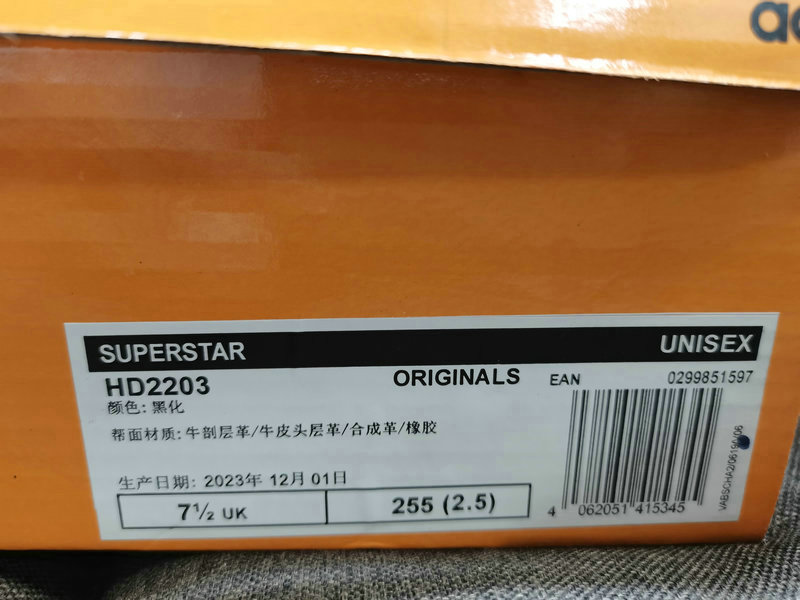 ad
SUPERSTAR UNISEX
HD2203 ORIGINALS EAN 0299851597
颜色: 黑化
帮面材质: 牛剖层革/牛皮头层革/合成革/橡胶
生产日期: 2023年 12月 01日
7½ UK 255 (2.5)
4 062051 415345